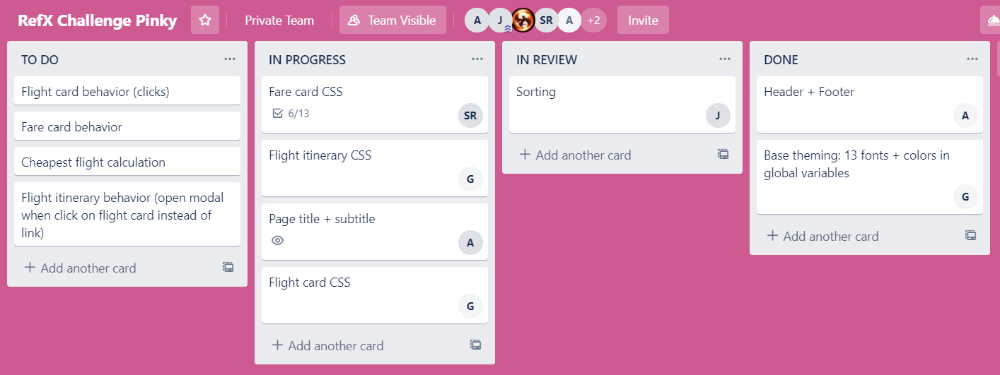 RefX Challenge Pinky
Private Team
Team Visible
A
J
SR
A
+2
Invite
TO DO
Flight card behavior (clicks)
Fare card behavior
Cheapest flight calculation
Flight itinerary behavior (open modal
when click on flight card instead of
link)
+ Add another card
IN PROGRESS
Fare card CSS
6/13
SR
Flight itinerary CSS
G
Page title + subtitle
A
Flight card CSS
G
+ Add another card
IN REVIEW
Sorting
J
+ Add another card
DONE
Header + Footer
A
Base theming: 13 fonts + colors in
global variables
G
+ Add another card